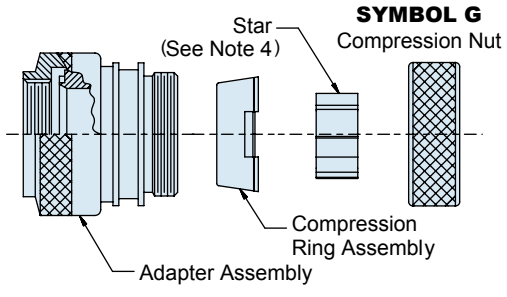 SYMBOL G
Compression Nut
Star
(See Note 4)
Compression
Ring Assembly
Adapter Assembly